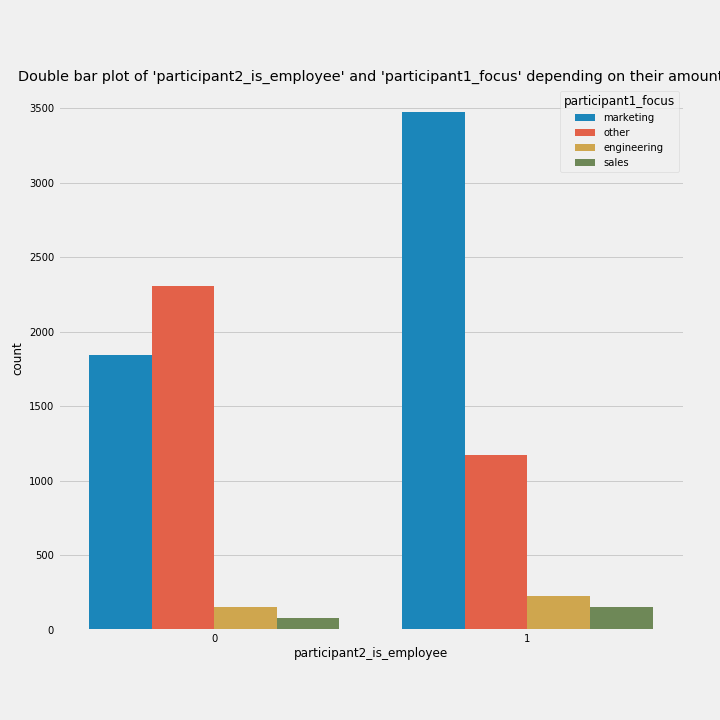 Double bar plot of 'participant2_is_employee' and 'participant1_focus' depending on their amount
participant1_focus
marketing
other
engineering
sales
3500
3000
2500
2000
1500
1000
500
0
count
0 1
participant2_is_employee